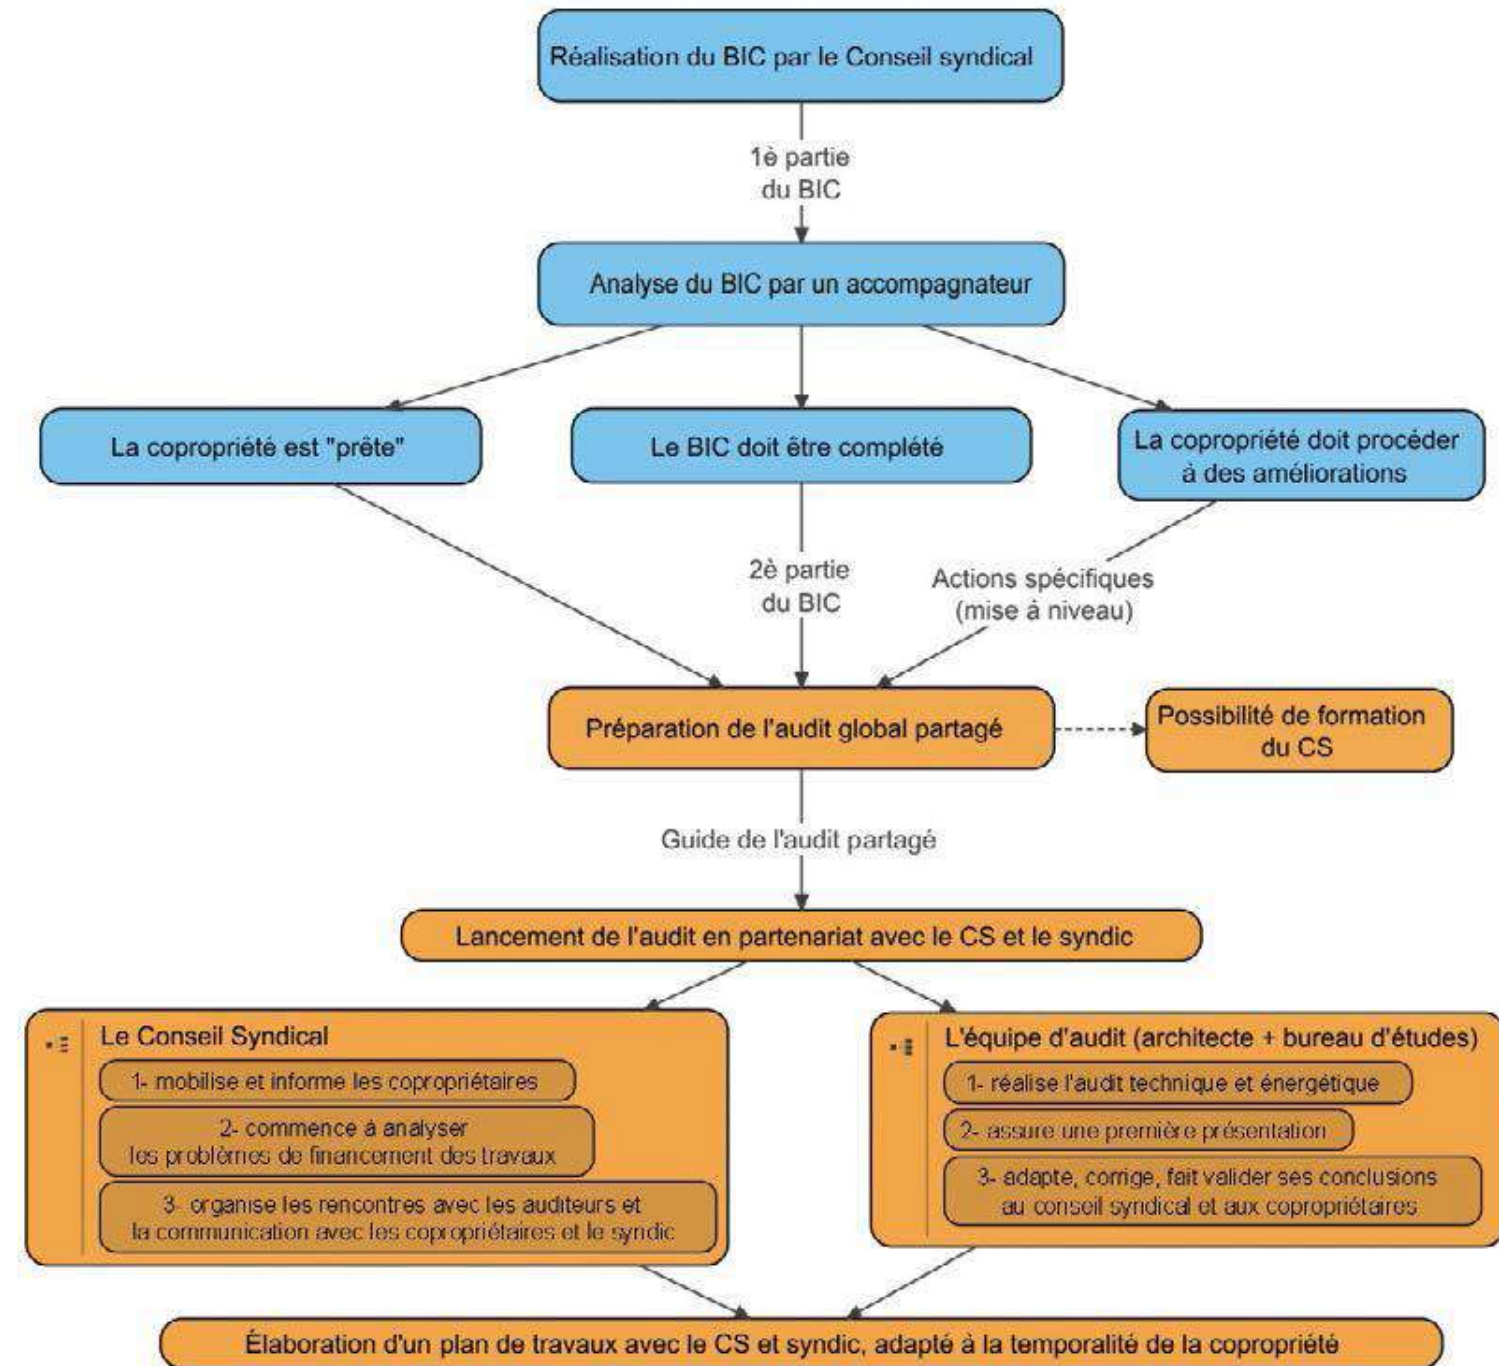 Réalisation du BIC par le Conseil syndical
1è partie
du BIC
Analyse du BIC par un accompagnateur
La copropriété est "prête"
Le BIC doit être complété
La copropriété doit procéder
à des améliorations
2è partie
du BIC
Actions spécifiques
(mise à niveau)
Préparation de l'audit global partagé
Possibilité de formation
du CS
Guide de l'audit partagé
Lancement de l'audit en partenariat avec le CS et le syndic
Le Conseil Syndical
1- mobilise et informe les copropriétaires
2- commence à analyser
les problèmes de financement des travaux
3- organise les rencontres avec les auditeurs et
la communication avec les copropriétaires et le syndic
L'équipe d'audit (architecte + bureau d'études)
1- réalise l'audit technique et énergétique
2- assure une première présentation
3- adapte, corrige, fait valider ses conclusions
au conseil syndical et aux copropriétaires
Élaboration d'un plan de travaux avec le CS et syndic, adapté à la temporalité de la copropriété